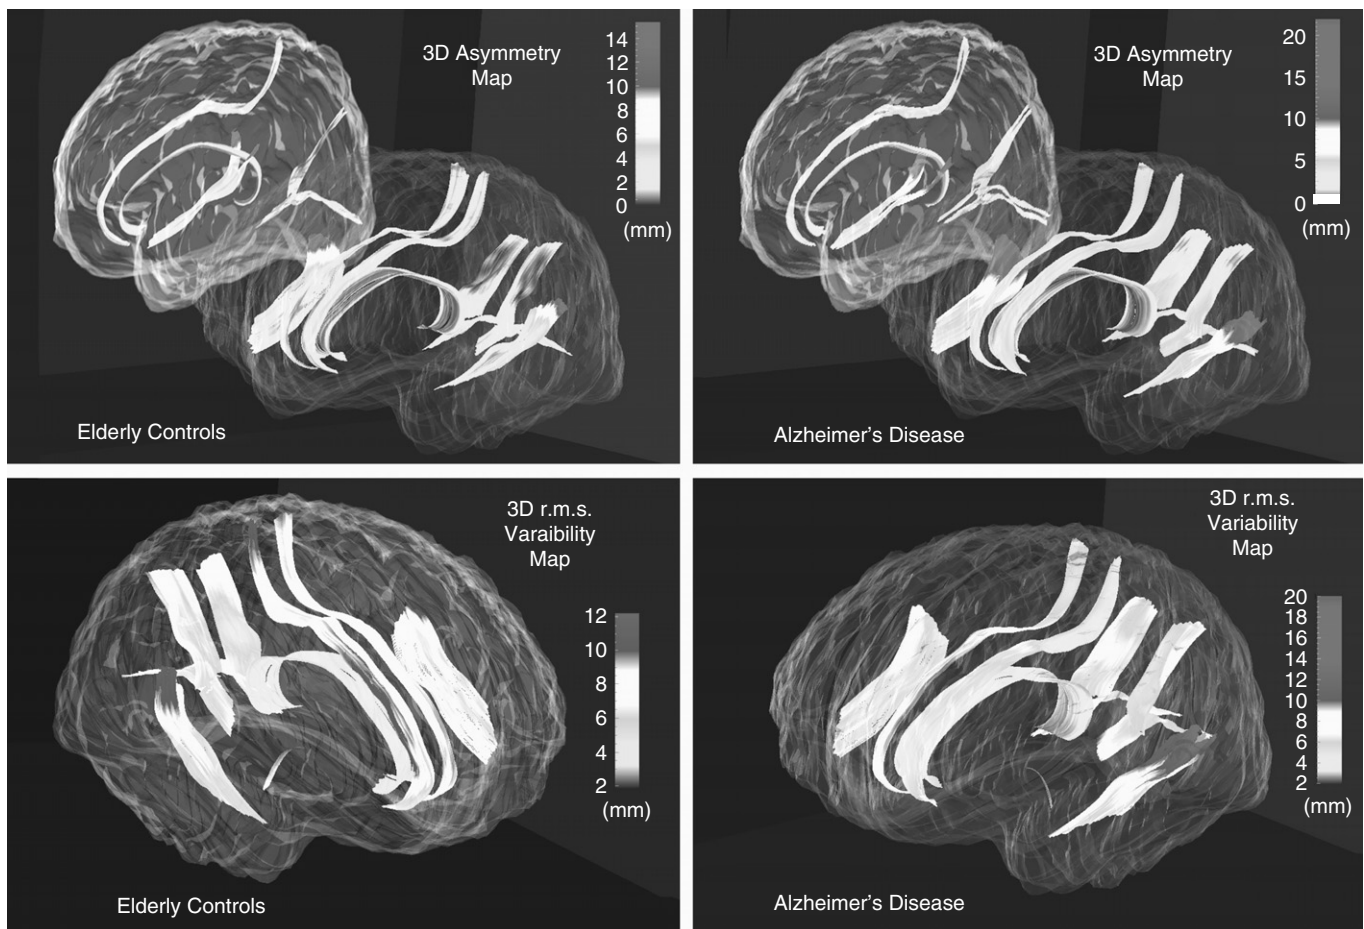 3D Asymmetry
Map
14
12
10
8
6
4
2
0
(mm)
Elderly Controls
3D Asymmetry
Map
20
15
10
5
0
(mm)
Alzheimer's Disease
3D r.m.s.
Varaibility
Map
12
10
8
6
4
2
(mm)
Elderly Controls
3D r.m.s.
Variability
Map
20
18
16
14
12
10
8
6
4
2
(mm)
Alzheimer's Disease